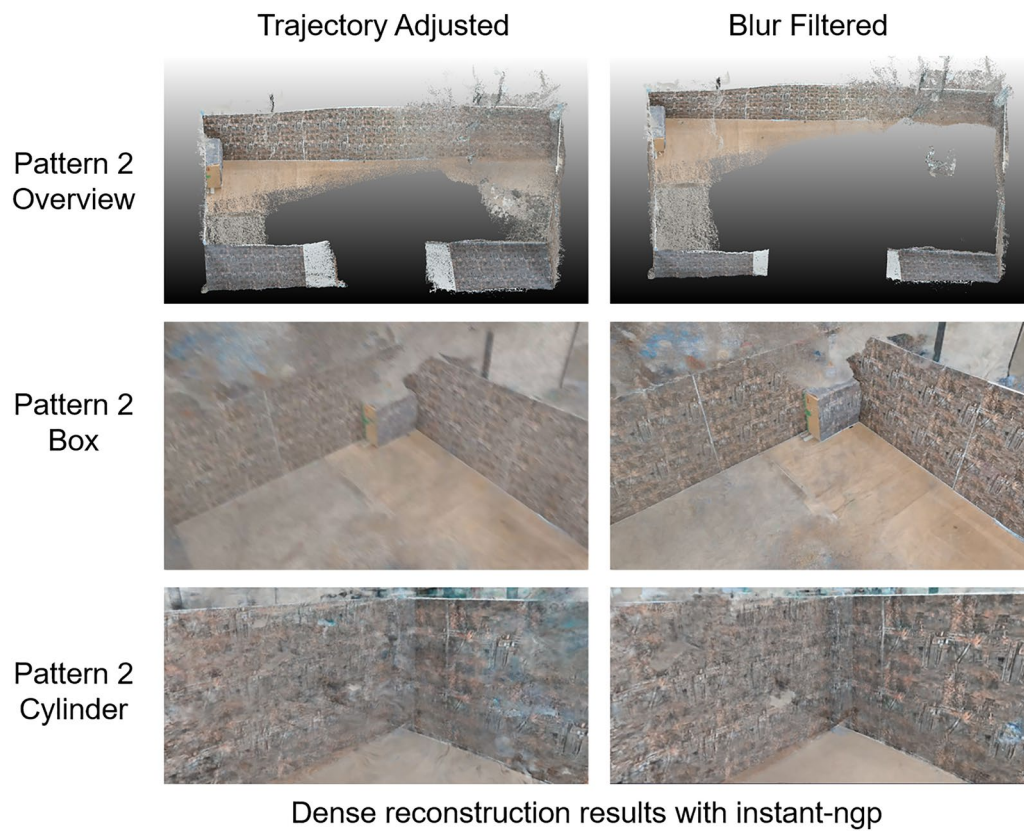 Trajectory Adjusted
Blur Filtered
Pattern 2
Overview
Pattern 2
Box
Pattern 2
Cylinder
Dense reconstruction results with instant-ngp